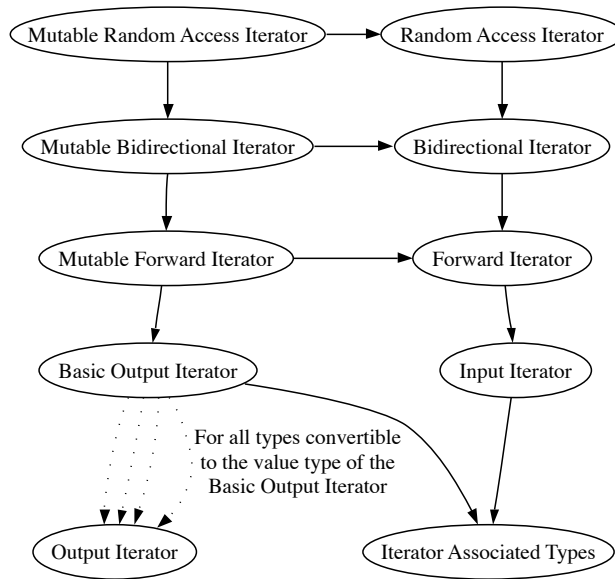 Mutable Random Access Iterator
Random Access Iterator
Mutable Bidirectional Iterator
Bidirectional Iterator
Mutable Forward Iterator
Forward Iterator
Basic Output Iterator
Input Iterator
For all types convertible
to the value type of the
Basic Output Iterator
Output Iterator
Iterator Associated Types